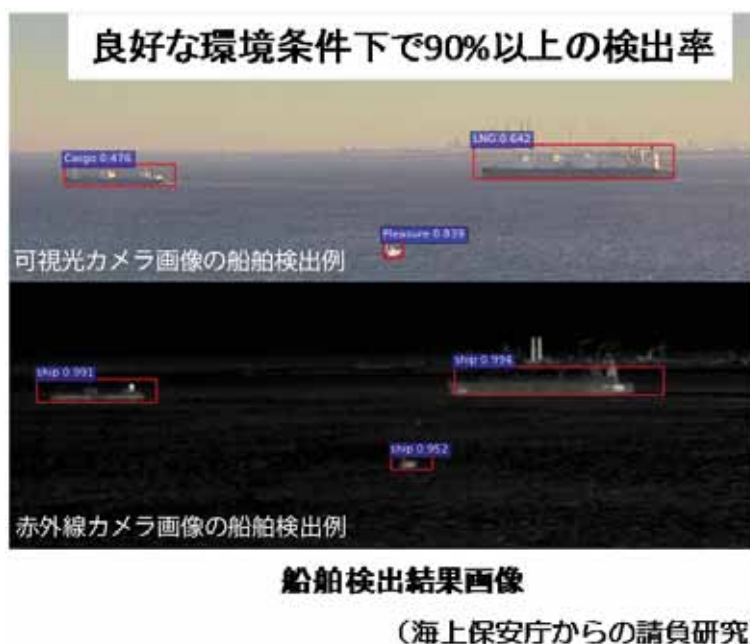 良好な環境条件下で90%以上の検出率
Cargo 0.476
LNG 0.642
Pleasure 0.839
可視光カメラ画像の船舶検出例
ship 0.991
ship 0.996
ship 0.952
赤外線カメラ画像の船舶検出例
船舶検出結果画像
（海上保安庁からの請負研究